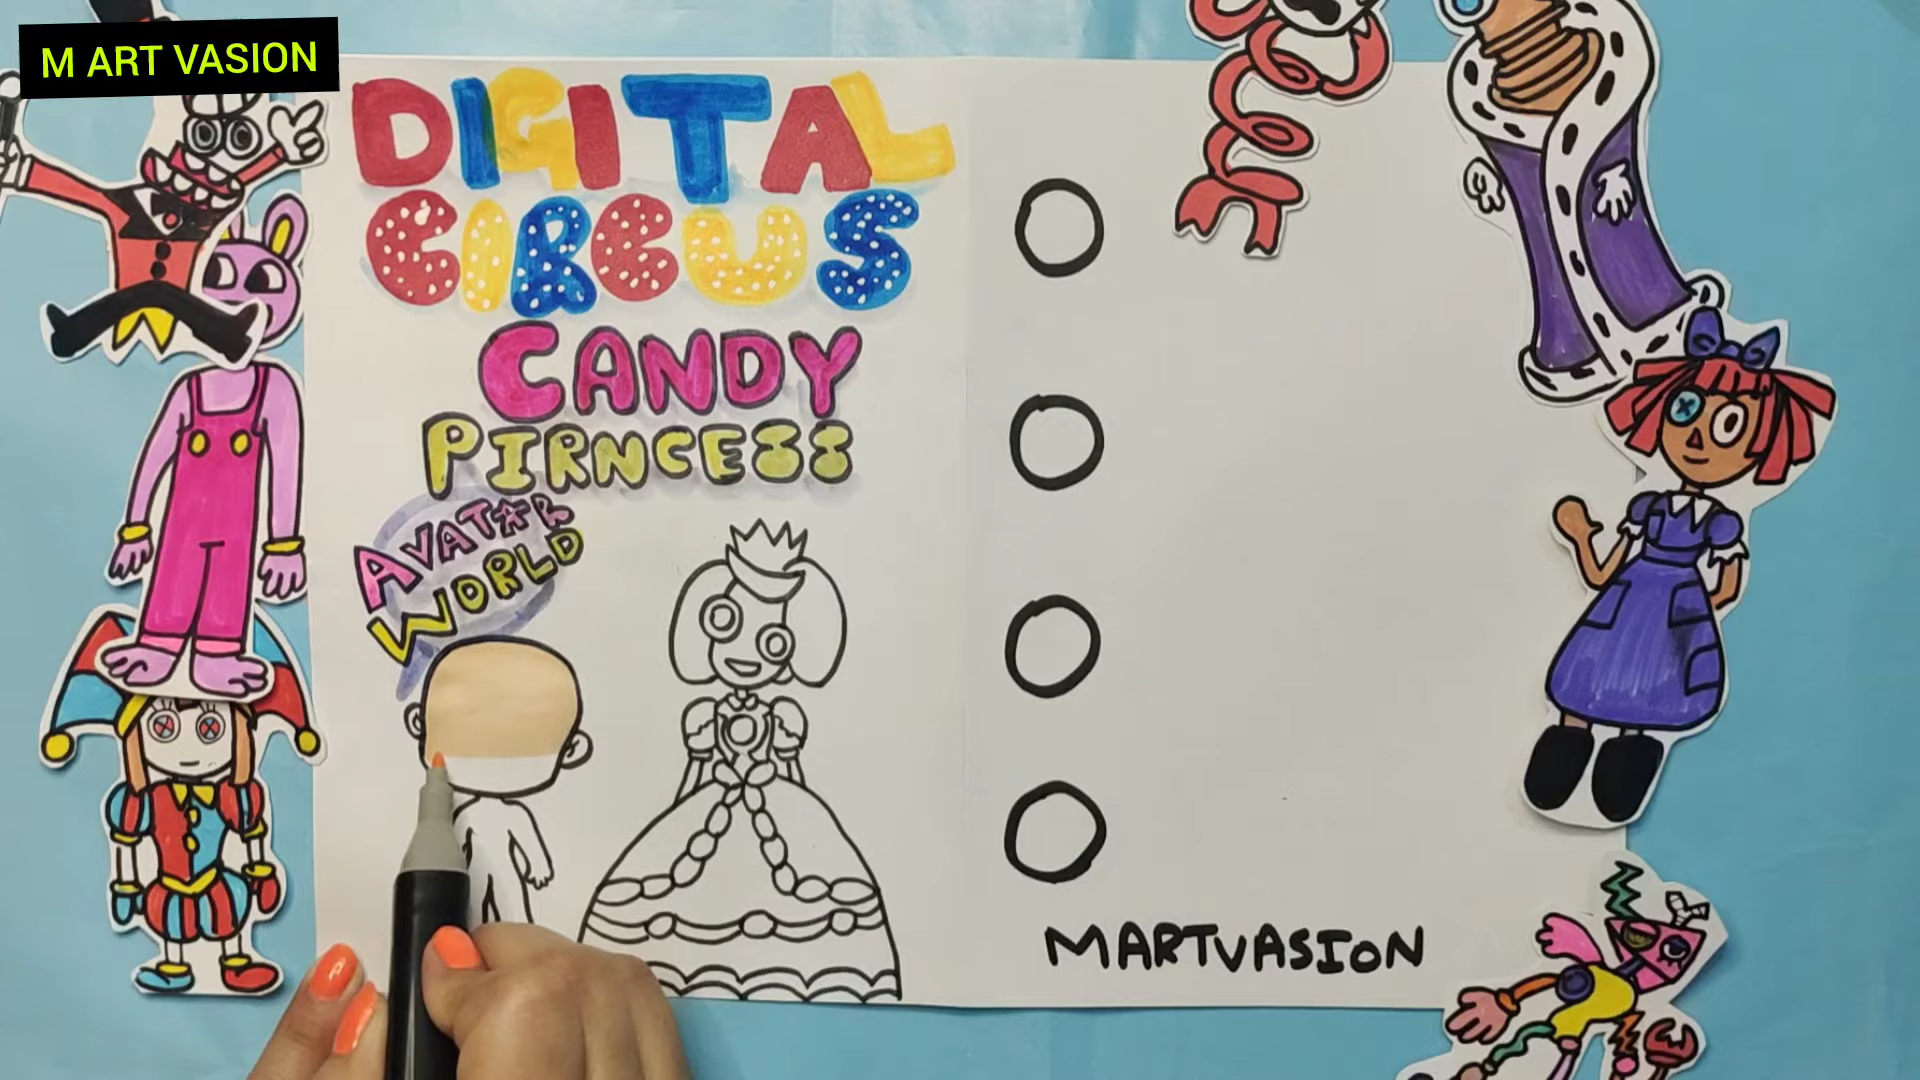 M ART VASION
DIGITAL
CIRCUS
CANDY
PIRNCESS
AVATAR
WORLD
MARTVASION